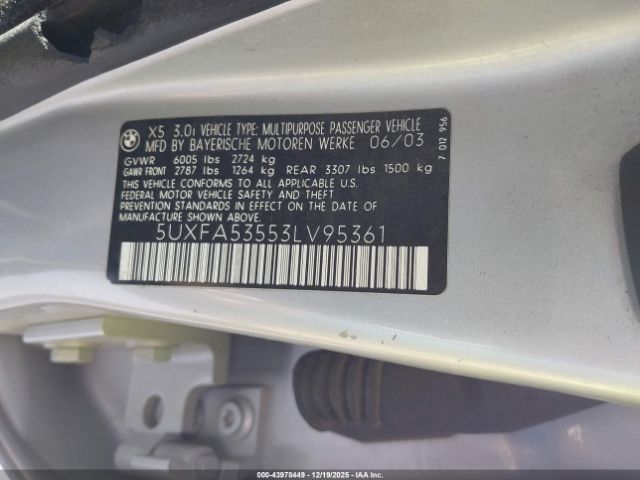 X5 3.0i VEHICLE TYPE: MULTIPURPOSE PASSENGER VEHICLE
MFD BY BAYERISCHE MOTOREN WERKE 06/03
GVWR 6005 lbs 2724 kg
GAWR FRONT 2787 lbs 1264 kg REAR 3307 lbs 1500 kg
THIS VEHICLE CONFORMS TO ALL APPLICABLE U.S.
FEDERAL MOTOR VEHICLE SAFETY AND THEFT
PREVENTION STANDARDS IN EFFECT ON THE DATE OF
MANUFACTURE SHOWN ABOVE.
5UXFA53553LV95361
7 012 956
000-43978449 - 12/19/2025 - IAA Inc.